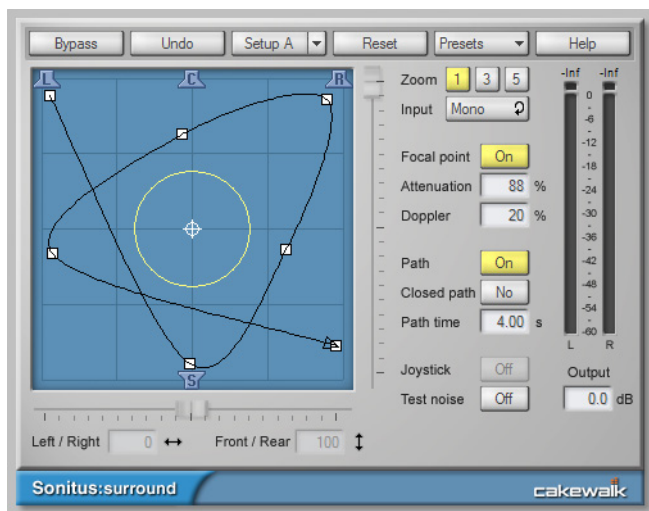 Bypass Undo Setup A Reset Presets Help
L C R
Zoom 1 3 5
-Inf -Inf
Input Mono
0
-6
-12
-18
-24
-30
-36
-42
-48
-54
-60
L R
Focal point On
Attenuation 88 %
Doppler 20 %
Path On
Closed path No
Path time 4.00 s
Joystick Off
Test noise Off
Output
0.0 dB
S
Left / Right 0 Front / Rear 100
Sonitus:surround
cakewalk